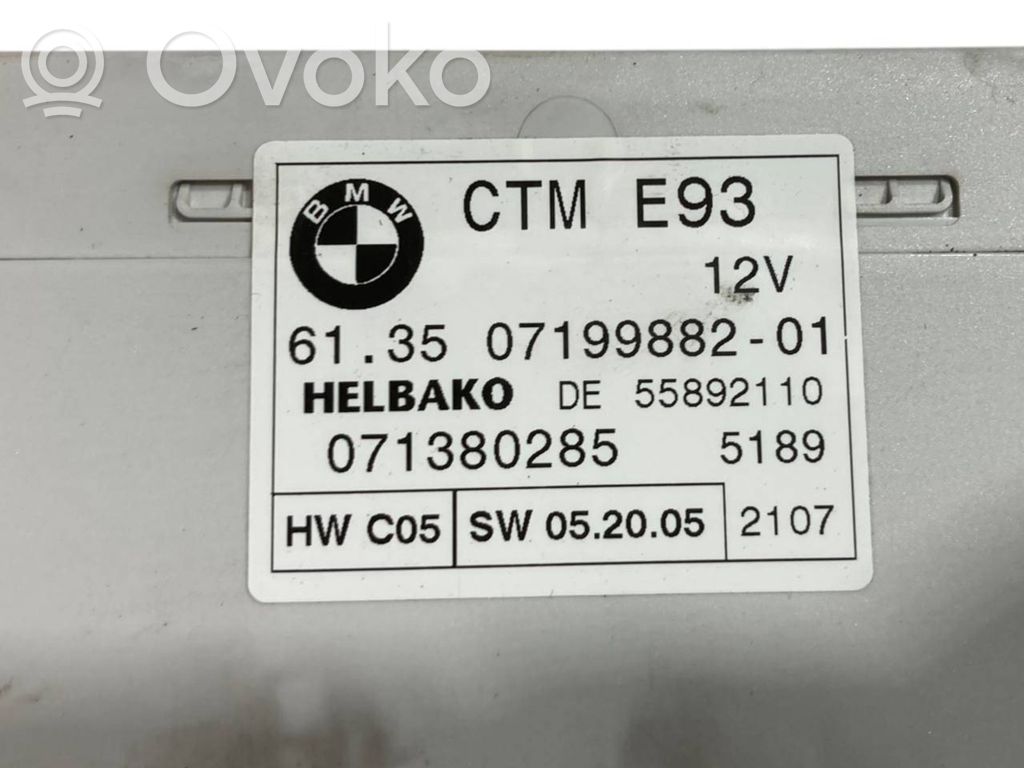 Ovoko
BMW CTM E93
12V
61.35 07199882-01
HELBAKO DE 55892110
071380285 5189
HW C05 SW 05.20.05 2107